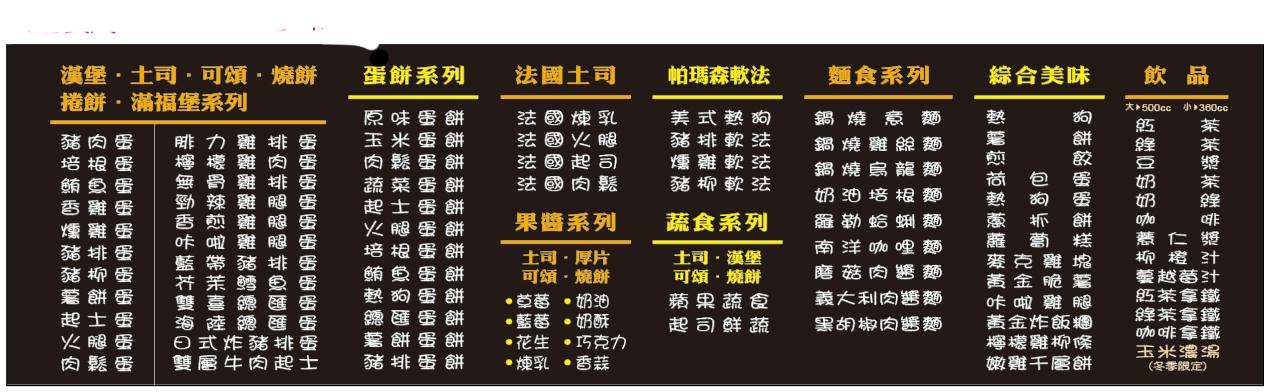 漢堡・土司・可頌・燒餅
捲餅・滿福堡系列
豬肉蛋
培根蛋
鮪魚蛋
香雞蛋
燻雞蛋
豬排蛋
豬柳蛋
薯餅蛋
起士蛋
火腿蛋
肉鬆蛋
腓力雞排蛋
檸檬雞肉蛋
無骨雞排蛋
勁辣雞腿蛋
香煎雞腿蛋
咔啦雞腿蛋
藍帶豬排蛋
芥茉鱈魚蛋
雙喜總匯蛋
海陸總匯蛋
日式炸豬排蛋
雙層牛肉起士
蛋餅系列
原味蛋餅
玉米蛋餅
肉鬆蛋餅
蔬菜蛋餅
起士蛋餅
火腿蛋餅
培根蛋餅
鮪魚蛋餅
熱狗蛋餅
總匯蛋餅
薯餅蛋餅
豬排蛋餅
法國土司
法國煉乳
法國火腿
法國起司
法國肉鬆
果醬系列
土司・厚片
可頌・燒餅
•草莓 •奶油
•藍莓 •奶酥
•花生 •巧克力
•煉乳 •香蒜
帕瑪森軟法
美式熱狗
豬排軟法
燻雞軟法
豬柳軟法
蔬食系列
土司・漢堡
可頌・燒餅
蘋果蔬食
起司鮮蔬
麵食系列
鍋燒意麵
鍋燒雞絲麵
鍋燒烏龍麵
奶油培根麵
羅勒蛤蜊麵
南洋咖哩麵
磨菇肉醬麵
義大利肉醬麵
黑胡椒肉醬麵
綜合美味
熱狗
薯餅
煎餃
荷包蛋
熱狗蛋
蔥抓餅
蘿蔔糕
麥克雞塊
黃金脆薯
咔啦雞腿
黃金炸飯糰
檸檬雞柳條
嫩雞千層餅
飲品
大▸500cc 小▸360cc
紅茶
綠茶
豆漿
奶茶
奶綠
咖啡
薏仁漿
柳橙汁
蔓越莓汁
紅茶拿鐵
綠茶拿鐵
咖啡拿鐵
玉米濃湯
(冬季限定)